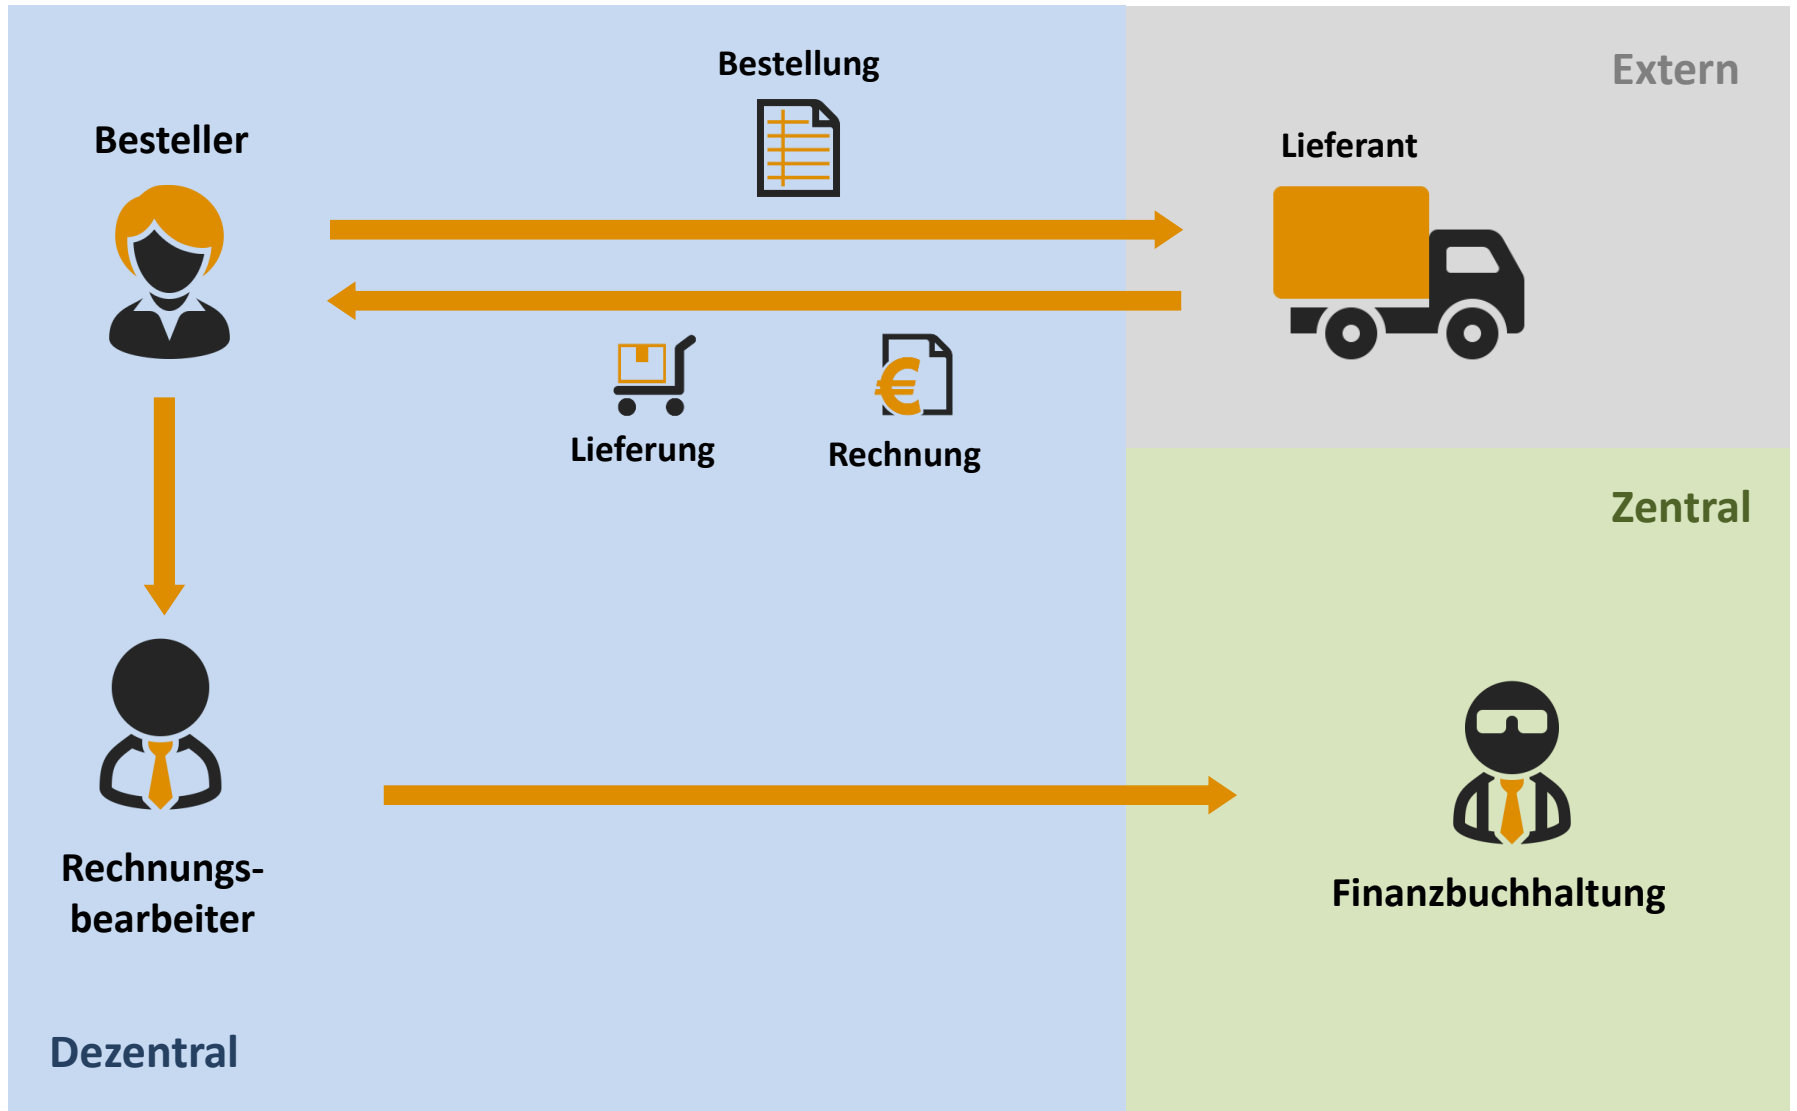 Bestellung
Extern
Besteller
Lieferant
Lieferung
Rechnung
Zentral
Rechnungs-
bearbeiter
Finanzbuchhaltung
Dezentral